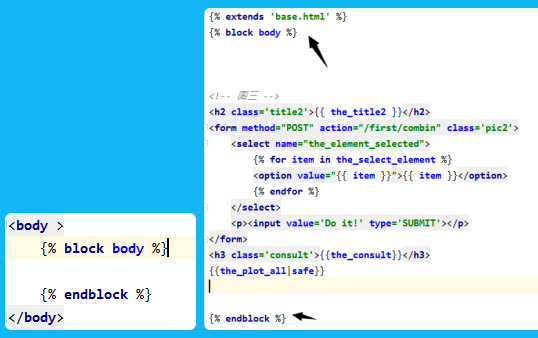 <body >
{% block body %}
{% endblock %}
</body>
{% extends 'base.html' %}
{% block body %}
<!-- 图三 -->
<h2 class='title2'>{{ the_title2 }}</h2>
<form method="POST" action="/first/combin" class='pic2'>
<select name="the_element_selected">
{% for item in the_select_element %}
<option value="{{ item }}">{{ item }}</option>
{% endfor %}
</select>
<p><input value='Do it!' type='SUBMIT'></p>
</form>
<h3 class='consult'>{{the_consult}}</h3>
{{the_plot_all|safe}}
{% endblock %}